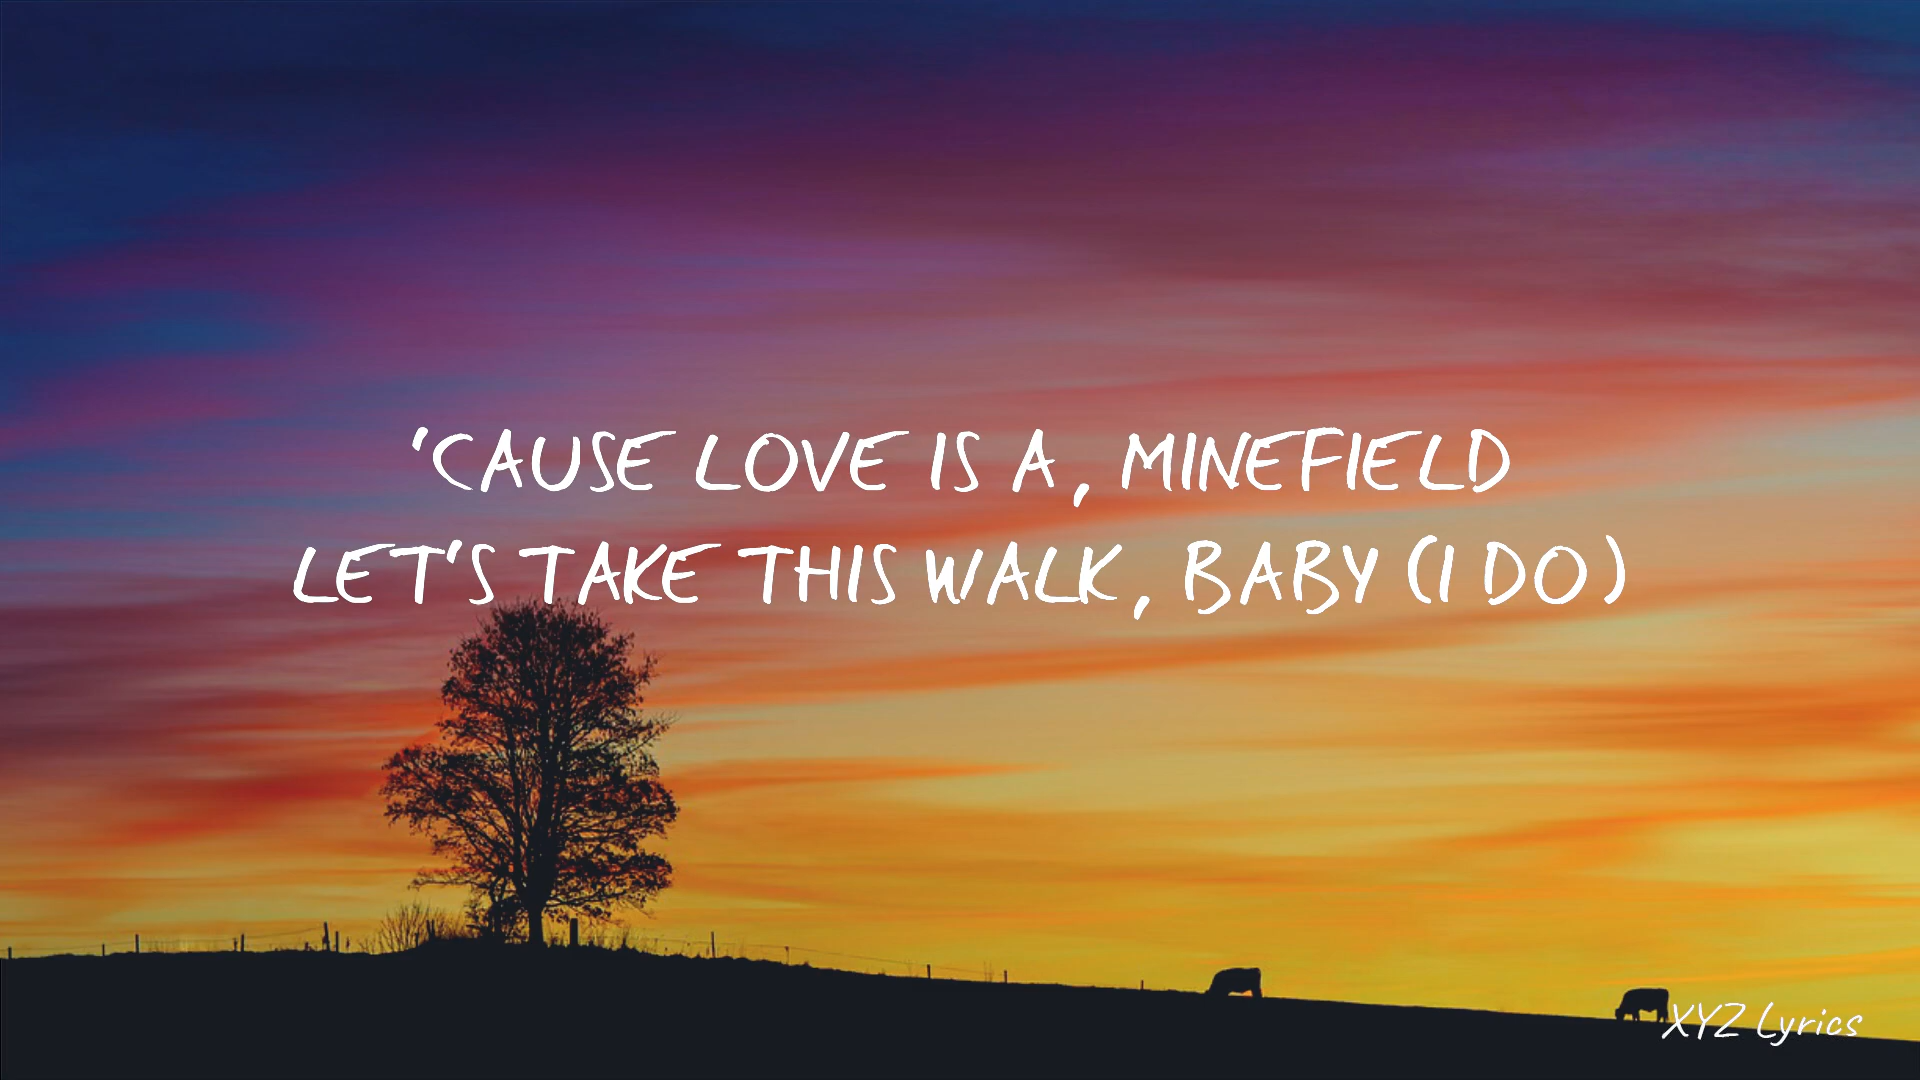 'CAUSE LOVE IS A, MINEFIELD
LET'S TAKE THIS WALK, BABY (I DO)
XYZ Lyrics